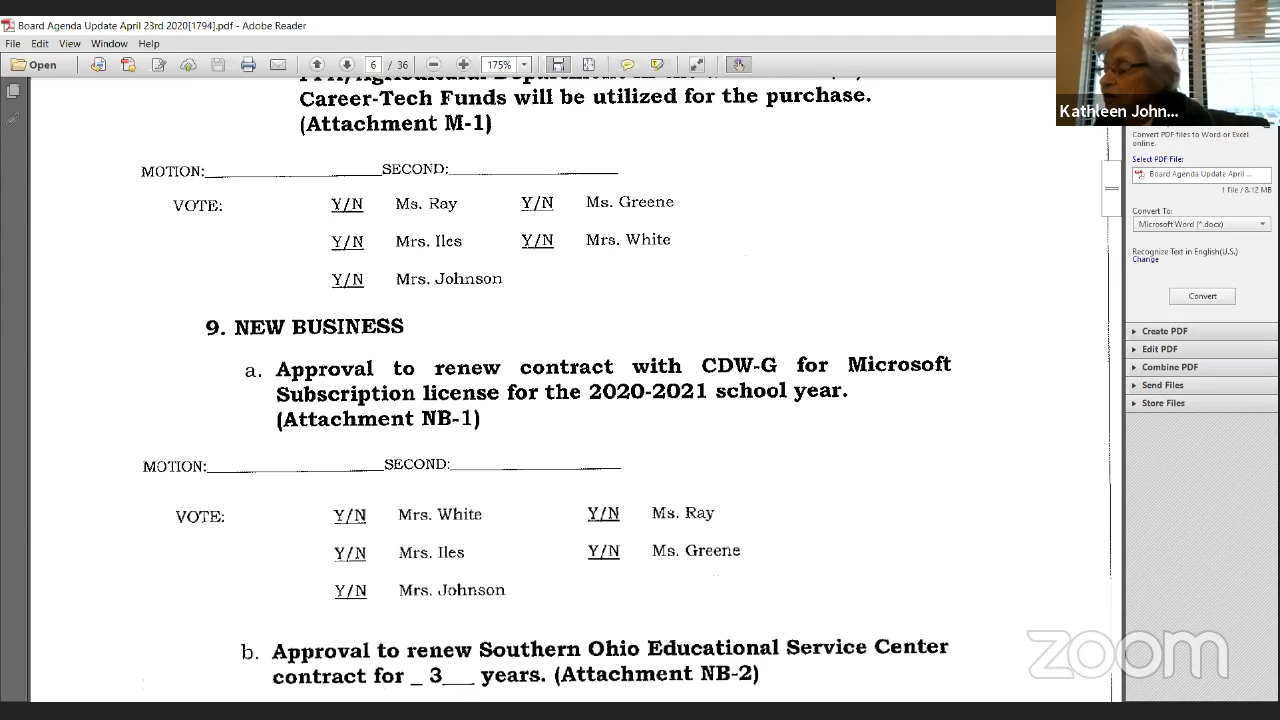 Board Agenda Update April 23rd 2020[1794].pdf - Adobe Reader
File Edit View Window Help
Open 6 / 36 175%
Career-Tech Funds will be utilized for the purchase.
(Attachment M-1)
MOTION:____________________SECOND:____________________
VOTE: Y/N Ms. Ray Y/N Ms. Greene
Y/N Mrs. Iles Y/N Mrs. White
Y/N Mrs. Johnson
9. NEW BUSINESS
a. Approval to renew contract with CDW-G for Microsoft
Subscription license for the 2020-2021 school year.
(Attachment NB-1)
MOTION:____________________SECOND:____________________
VOTE: Y/N Mrs. White Y/N Ms. Ray
Y/N Mrs. Iles Y/N Ms. Greene
Y/N Mrs. Johnson
b. Approval to renew Southern Ohio Educational Service Center
contract for _ 3___ years. (Attachment NB-2)
Kathleen John...
Convert PDF files to Word or Excel
online.
Select PDF File:
Board Agenda Update April ...
1 file / 8.12 MB
Convert To:
Microsoft Word (*.docx)
Recognize Text in English(U.S.)
Change
Convert
Create PDF
Edit PDF
Combine PDF
Send Files
Store Files
zoom